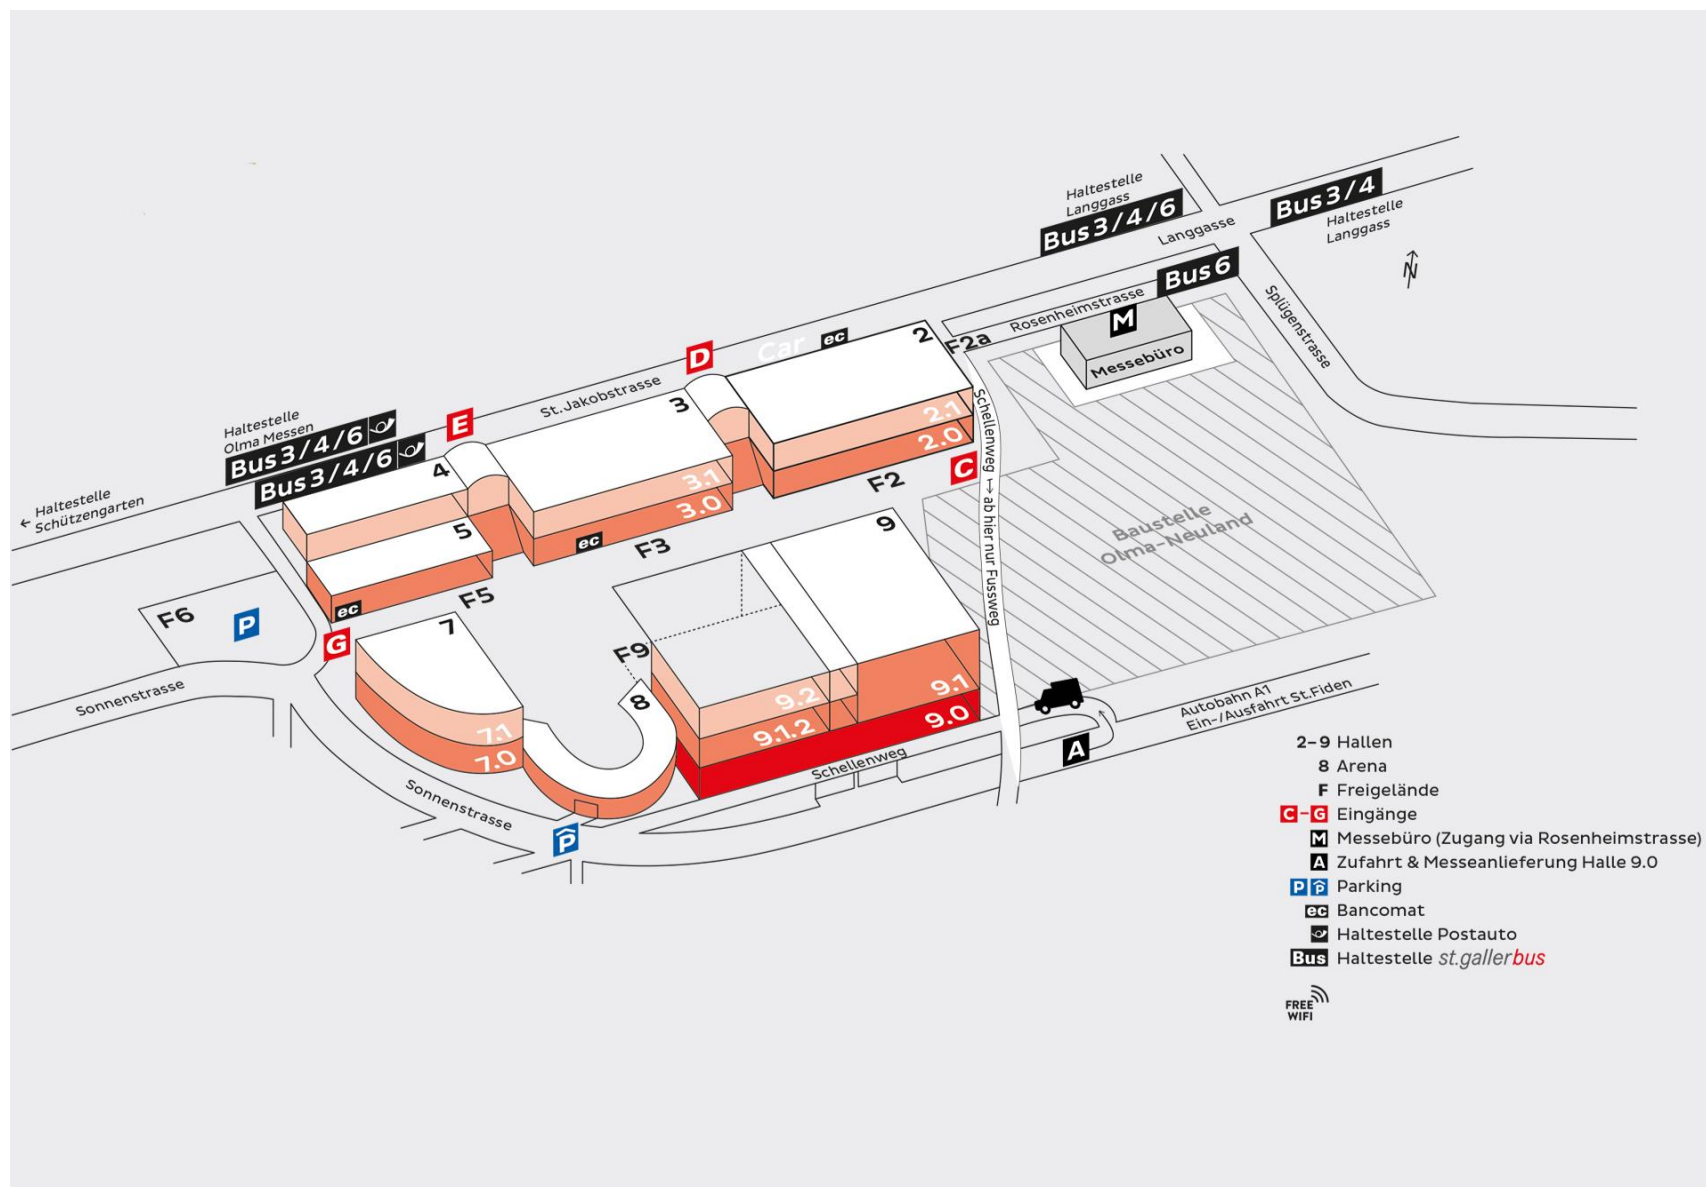 Haltestelle
Langgass
Bus 3/4/6
Bus 3/4
Haltestelle
Langgass
Langgasse
Bus 6
Rosenheimstrasse
M
Messebüro
Splügenstrasse
N
F2a
2
ec
Car
D
St.Jakobstrasse
3
E
Haltestelle
Olma Messen
Bus 3/4/6
Bus 3/4/6
← Haltestelle
Schützengarten
4
5
2.1
2.0
C
F2
3.1
3.0
ec
F3
Schellenweg ↦ ab hier nur Fussweg
Baustelle
Olma-Neuland
9
ec
F5
F6
P
G
7
F9
8
Sonnenstrasse
7.1
7.0
9.2
9.1.2
9.1
9.0
Schellenweg
Sonnenstrasse
P
A
Autobahn A1
Ein-/Ausfahrt St.Fiden
2–9 Hallen
8 Arena
F Freigelände
C–G Eingänge
M Messebüro (Zugang via Rosenheimstrasse)
A Zufahrt & Messeanlieferung Halle 9.0
P P Parking
ec Bancomat
Haltestelle Postauto
Bus Haltestelle st.gallerbus
FREE
WIFI